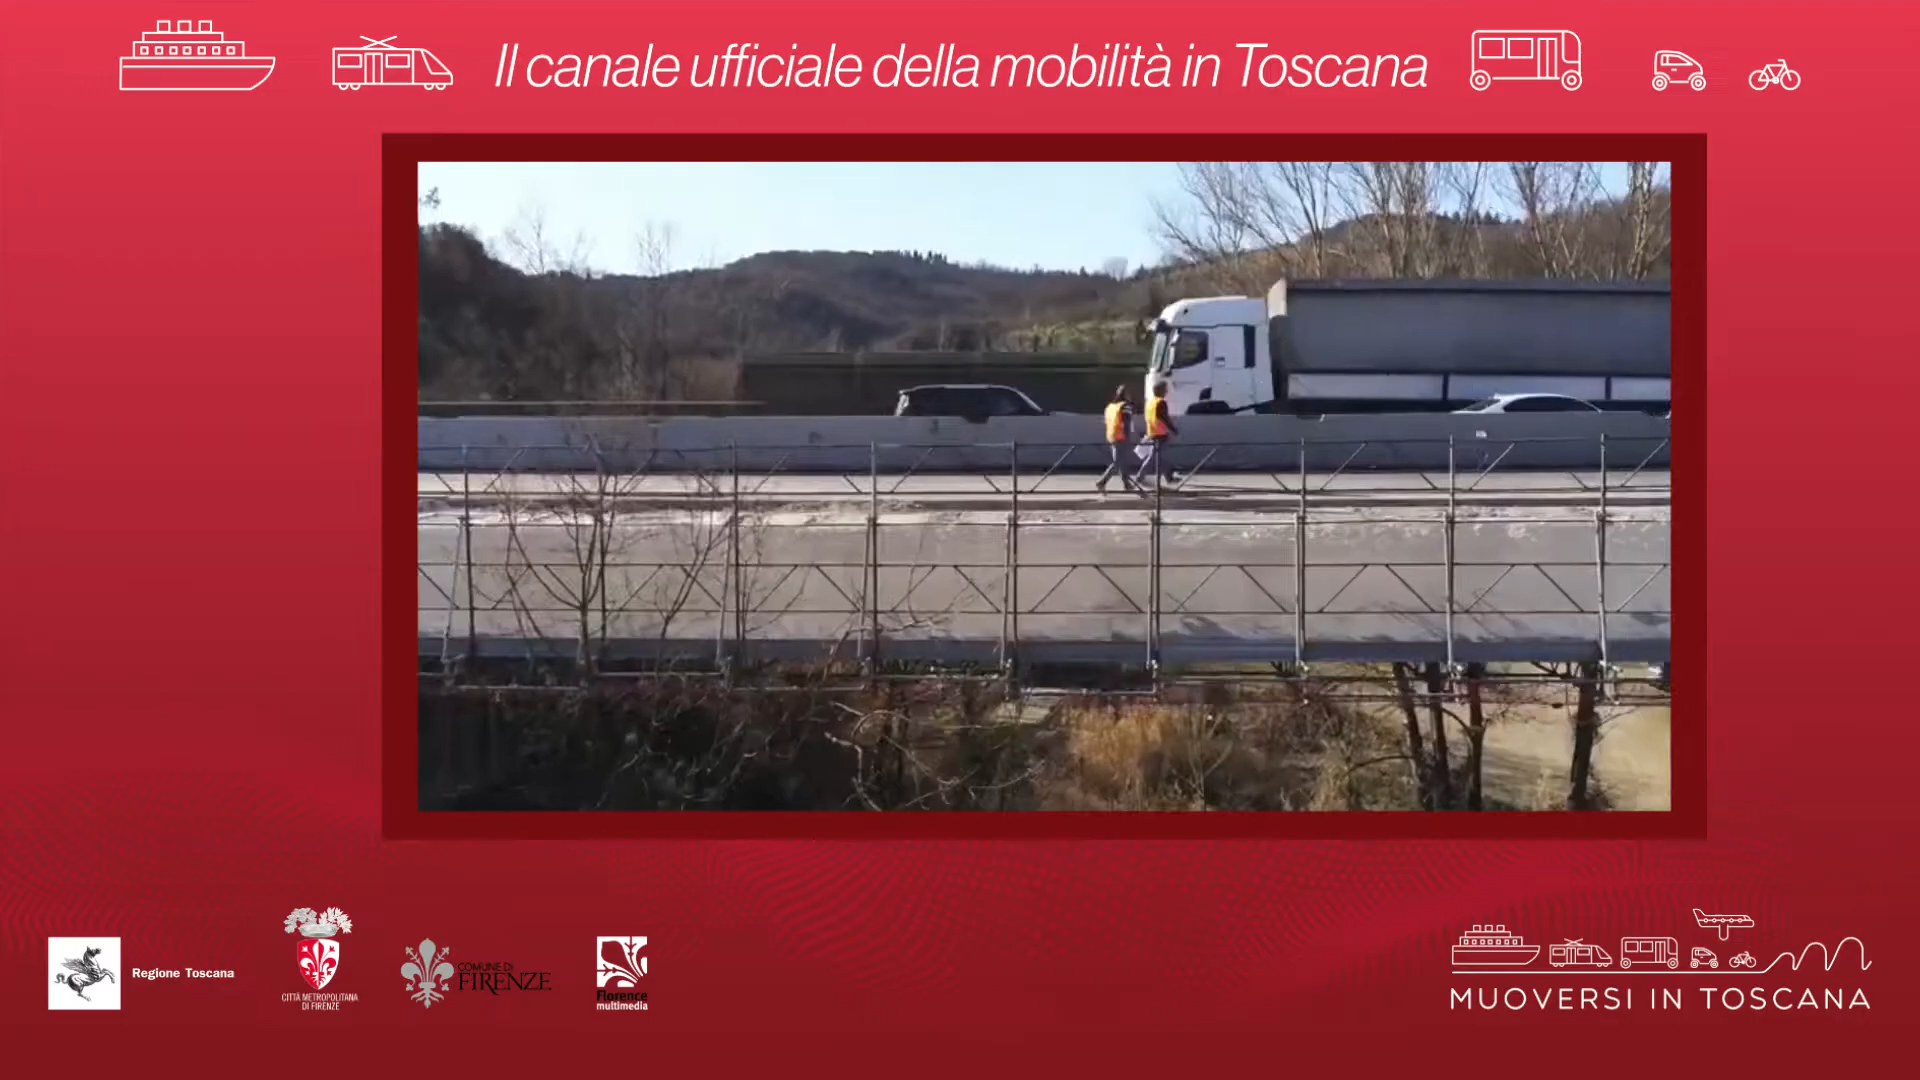 Il canale ufficiale della mobilità in Toscana
Regione Toscana
CITTÀ METROPOLITANA
DI FIRENZE
COMUNE DI
FIRENZE
Florence
multimedia
MUOVERSI IN TOSCANA